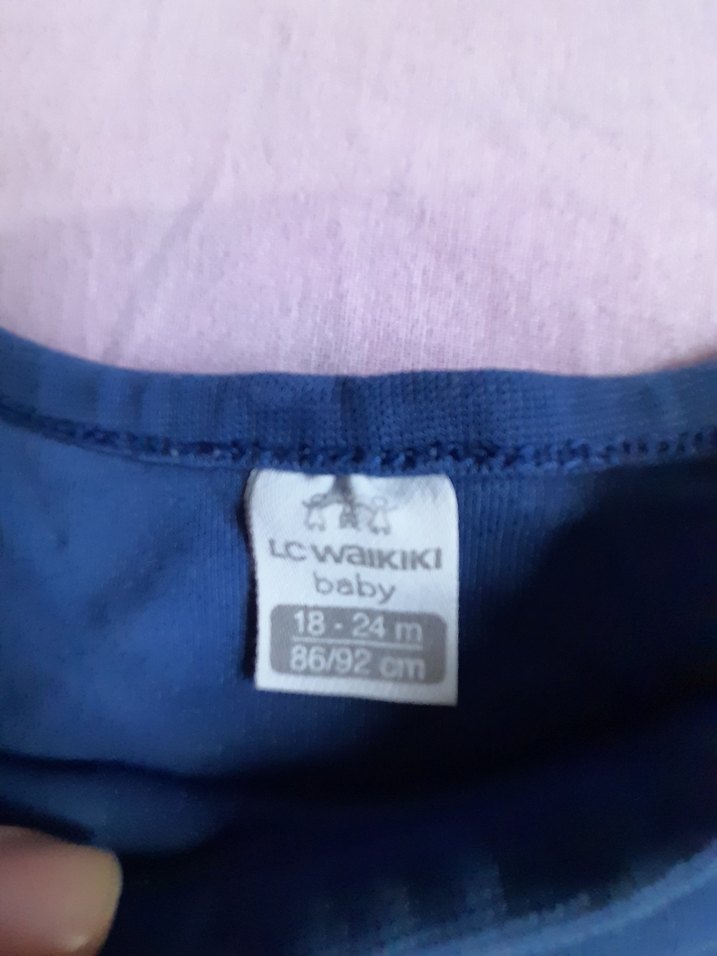 LC WAIKIKI
baby
18 - 24 m
86/92 cm